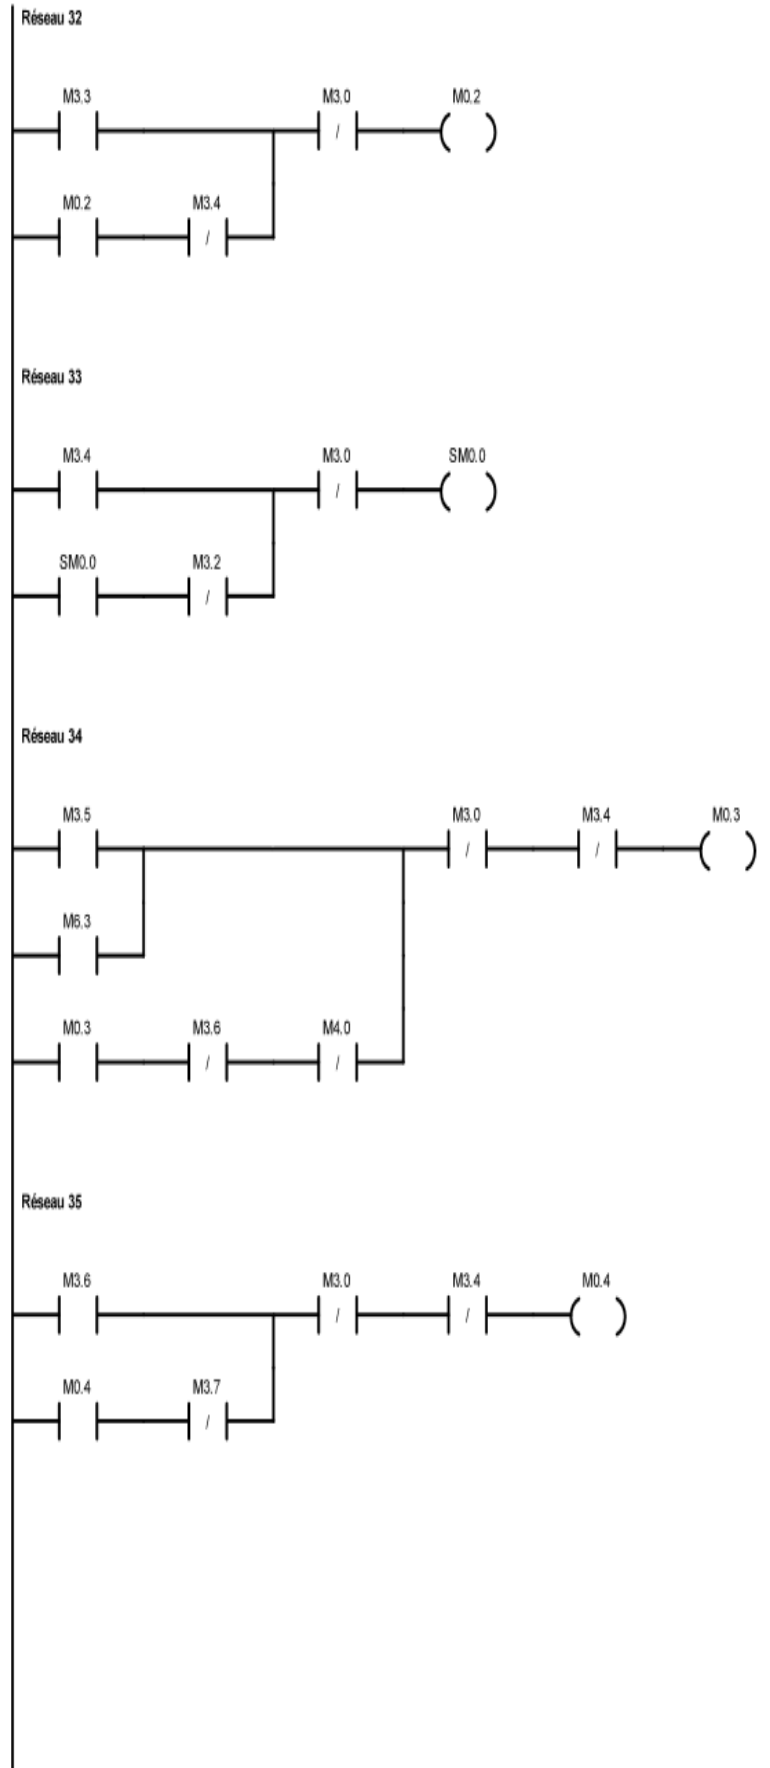 Réseau 32
M3.3 M3.0 M0.2
/
M0.2 M3.4
/
Réseau 33
M3.4 M3.0 SM0.0
/
SM0.0 M3.2
/
Réseau 34
M3.5 M3.0 M3.4 M0.3
/ /
M6.3
M0.3 M3.6 M4.0
/ /
Réseau 35
M3.6 M3.0 M3.4 M0.4
/ /
M0.4 M3.7
/